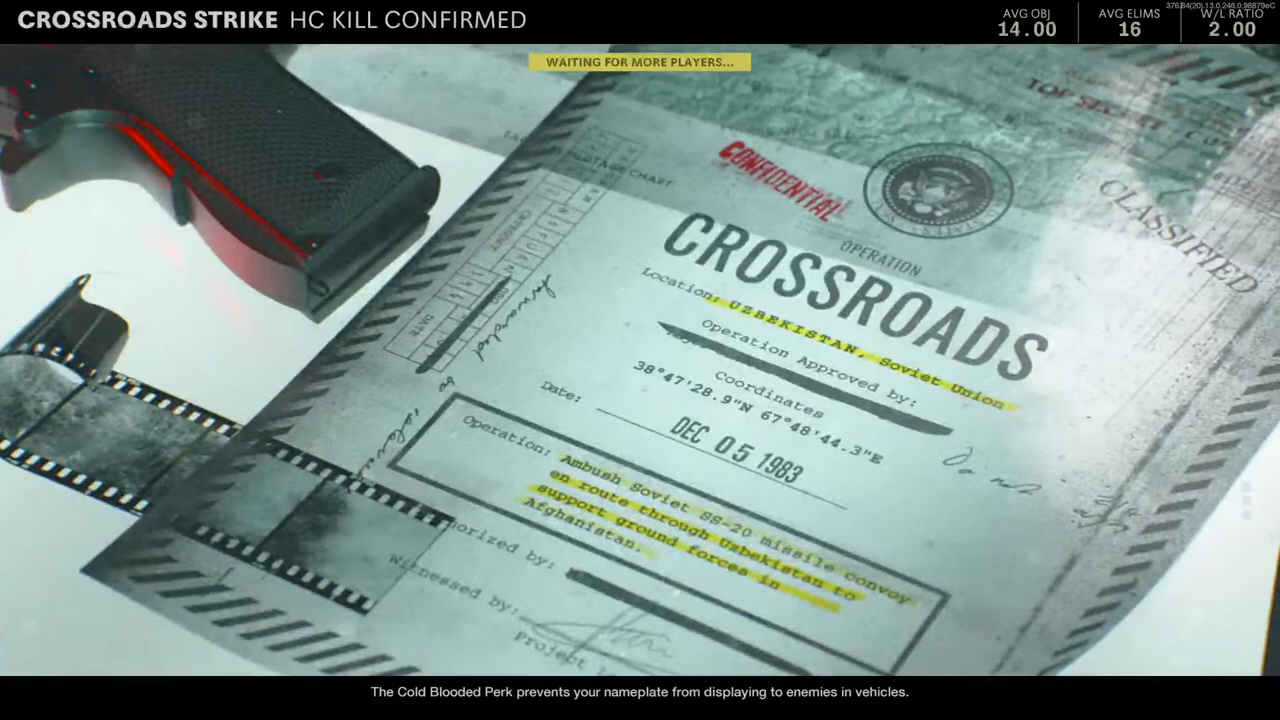 CROSSROADS STRIKE HC KILL CONFIRMED
AVG OBJ
14.00
AVG ELIMS
16
W/L RATIO
2.00
WAITING FOR MORE PLAYERS...
TOP SECRET
CLASSIFIED
CONFIDENTIAL
OPERATION
CROSSROADS
Location: UZBEKISTAN, Soviet Union
Operation Approved by:
Coordinates
38°47'28.9"N 67°48'44.3"E
Date:
DEC 05 1983
DATE
Operation: Ambush Soviet SS-20 missile convoy
en route through Uzbekistan to
support ground forces in
Afghanistan.
Witnessed by:
Project
The Cold Blooded Perk prevents your nameplate from displaying to enemies in vehicles.